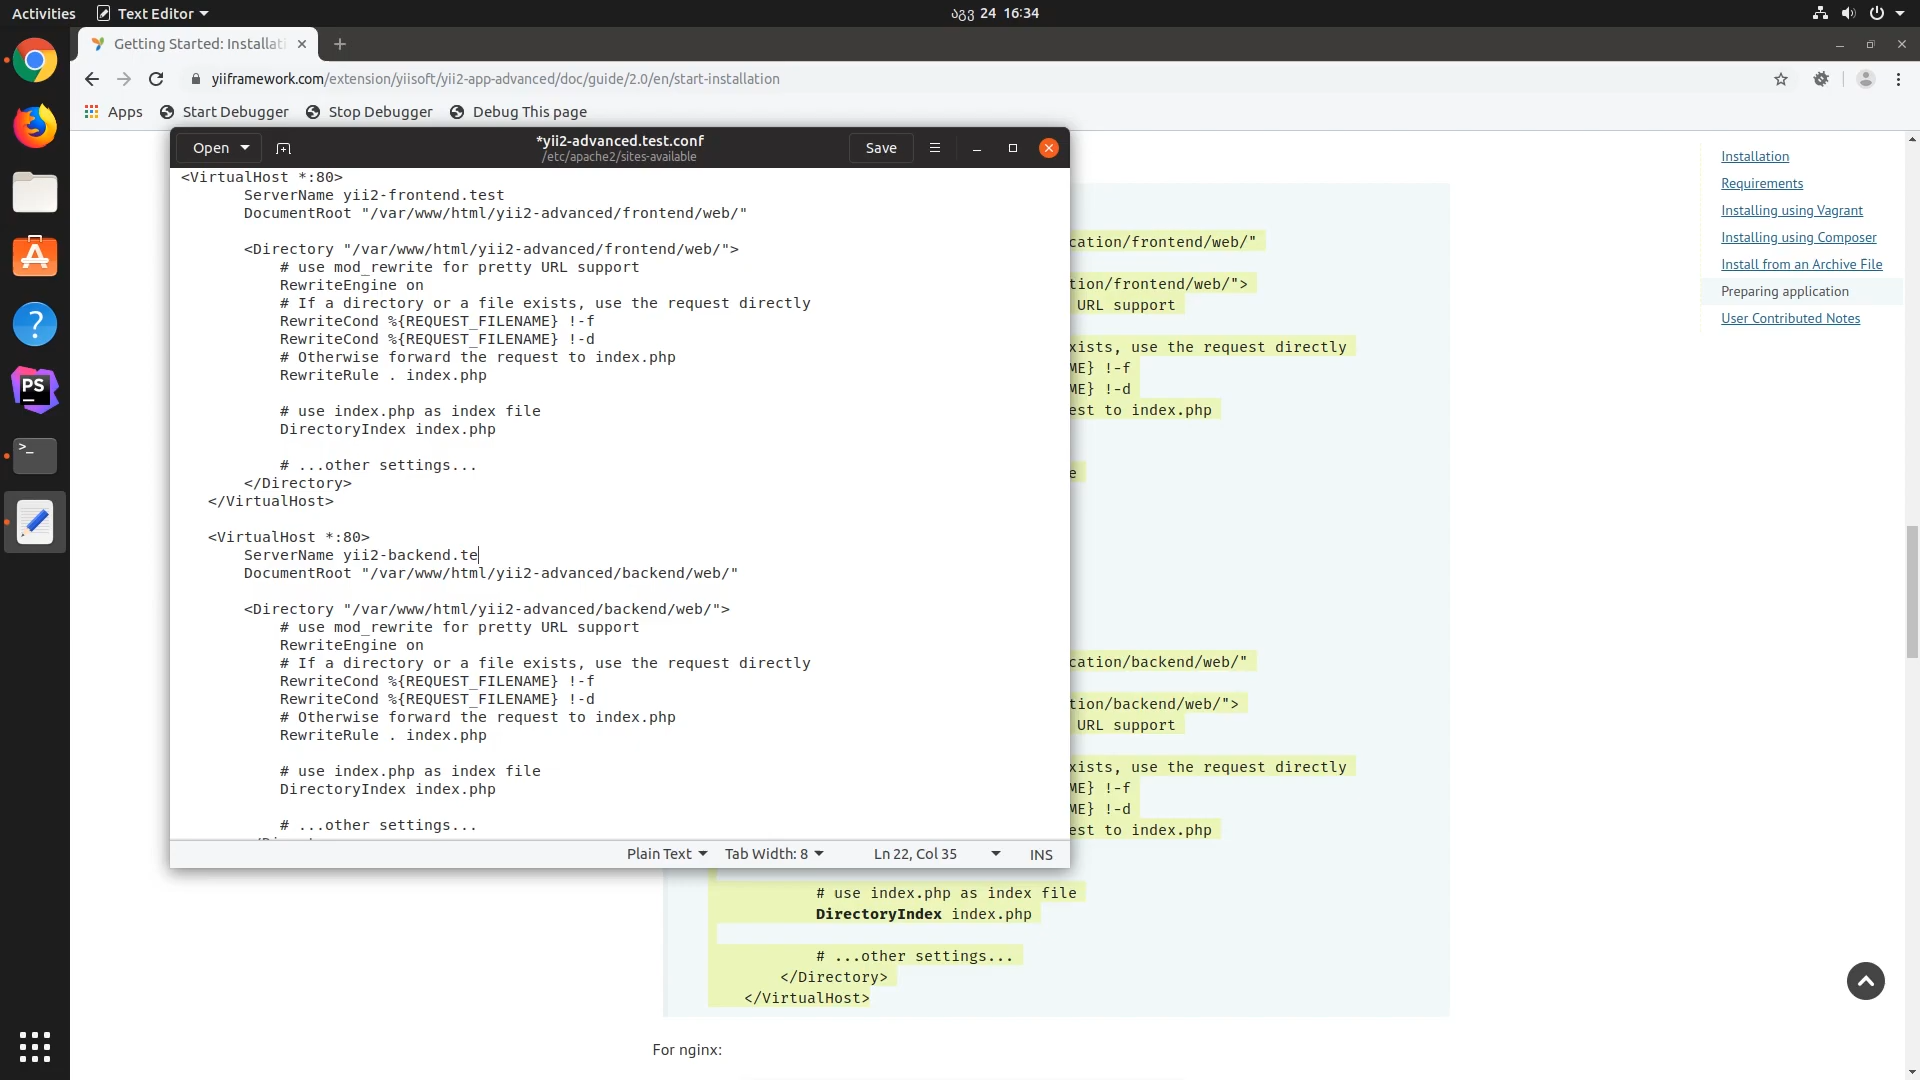 Activities
Text Editor
აგვ 24 16:34
Getting Started: Installati
yiiframework.com/extension/yiisoft/yii2-app-advanced/doc/guide/2.0/en/start-installation
Apps
Start Debugger
Stop Debugger
Debug This page
Open
*yii2-advanced.test.conf
/etc/apache2/sites-available
Save
<VirtualHost *:80>
ServerName yii2-frontend.test
DocumentRoot "/var/www/html/yii2-advanced/frontend/web/"
<Directory "/var/www/html/yii2-advanced/frontend/web/">
# use mod_rewrite for pretty URL support
RewriteEngine on
# If a directory or a file exists, use the request directly
RewriteCond %{REQUEST_FILENAME} !-f
RewriteCond %{REQUEST_FILENAME} !-d
# Otherwise forward the request to index.php
RewriteRule . index.php
# use index.php as index file
DirectoryIndex index.php
# ...other settings...
</Directory>
</VirtualHost>
<VirtualHost *:80>
ServerName yii2-backend.te
DocumentRoot "/var/www/html/yii2-advanced/backend/web/"
<Directory "/var/www/html/yii2-advanced/backend/web/">
# use mod_rewrite for pretty URL support
RewriteEngine on
# If a directory or a file exists, use the request directly
RewriteCond %{REQUEST_FILENAME} !-f
RewriteCond %{REQUEST_FILENAME} !-d
# Otherwise forward the request to index.php
RewriteRule . index.php
# use index.php as index file
DirectoryIndex index.php
# ...other settings...
Plain Text
Tab Width: 8
Ln 22, Col 35
INS
cation/frontend/web/"
tion/frontend/web/">
URL support
xists, use the request directly
ME} !-f
ME} !-d
est to index.php
e
cation/backend/web/"
tion/backend/web/">
URL support
xists, use the request directly
ME} !-f
ME} !-d
est to index.php
# use index.php as index file
DirectoryIndex index.php
# ...other settings...
</Directory>
</VirtualHost>
For nginx:
Installation
Requirements
Installing using Vagrant
Installing using Composer
Install from an Archive File
Preparing application
User Contributed Notes
PS
>_
?